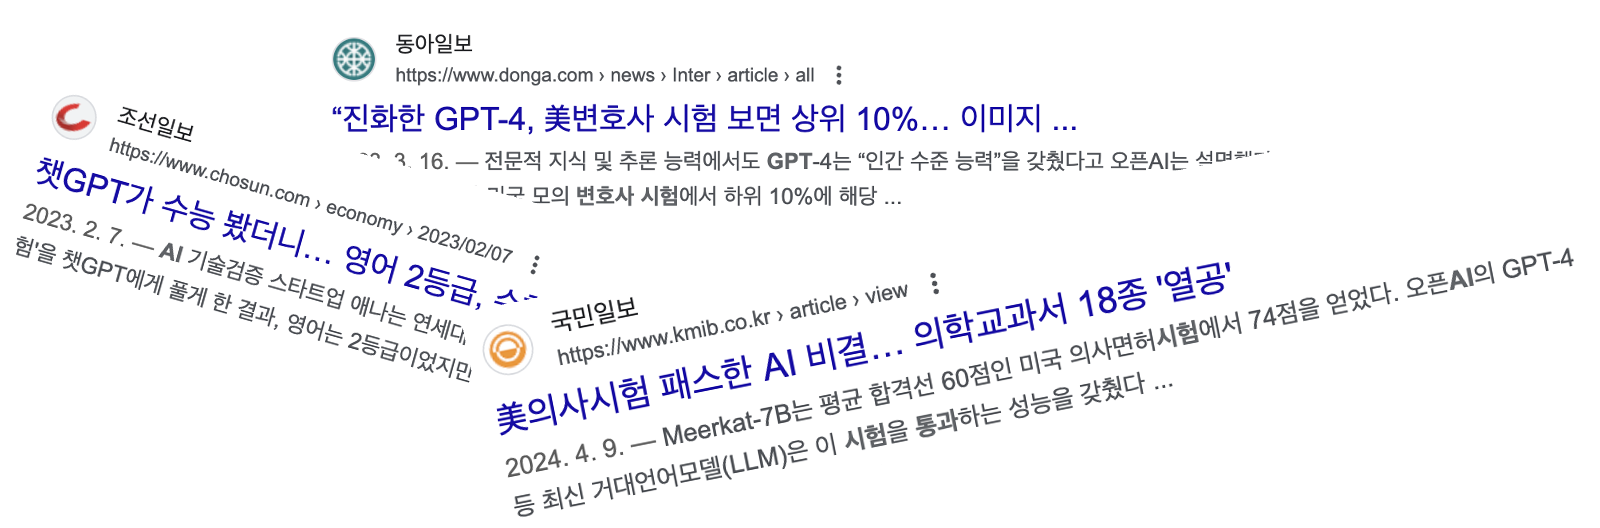 동아일보
https://www.donga.com › news › Inter › article › all
“진화한 GPT-4, 美변호사 시험 보면 상위 10%... 이미지 ...
3. 16. — 전문적 지식 및 추론 능력에서도 GPT-4는 “인간 수준 능력”을 갖췄다고 오픈AI는
모의 변호사 시험에서 하위 10%에 해당 ...
조선일보
https://www.chosun.com › economy › 2023/02/07
챗GPT가 수능 봤더니... 영어 2등급,
2023. 2. 7. — AI 기술검증 스타트업 애나는 연세대
험'을 챗GPT에게 풀게 한 결과, 영어는 2등급이었지만
국민일보
https://www.kmib.co.kr › article › view
美의사시험 패스한 AI 비결... 의학교과서 18종 '열공'
2024. 4. 9. — Meerkat-7B는 평균 합격선 60점인 미국 의사면허시험에서 74점을 얻었다. 오픈AI의 GPT-4
등 최신 거대언어모델(LLM)은 이 시험을 통과하는 성능을 갖췄다 ...